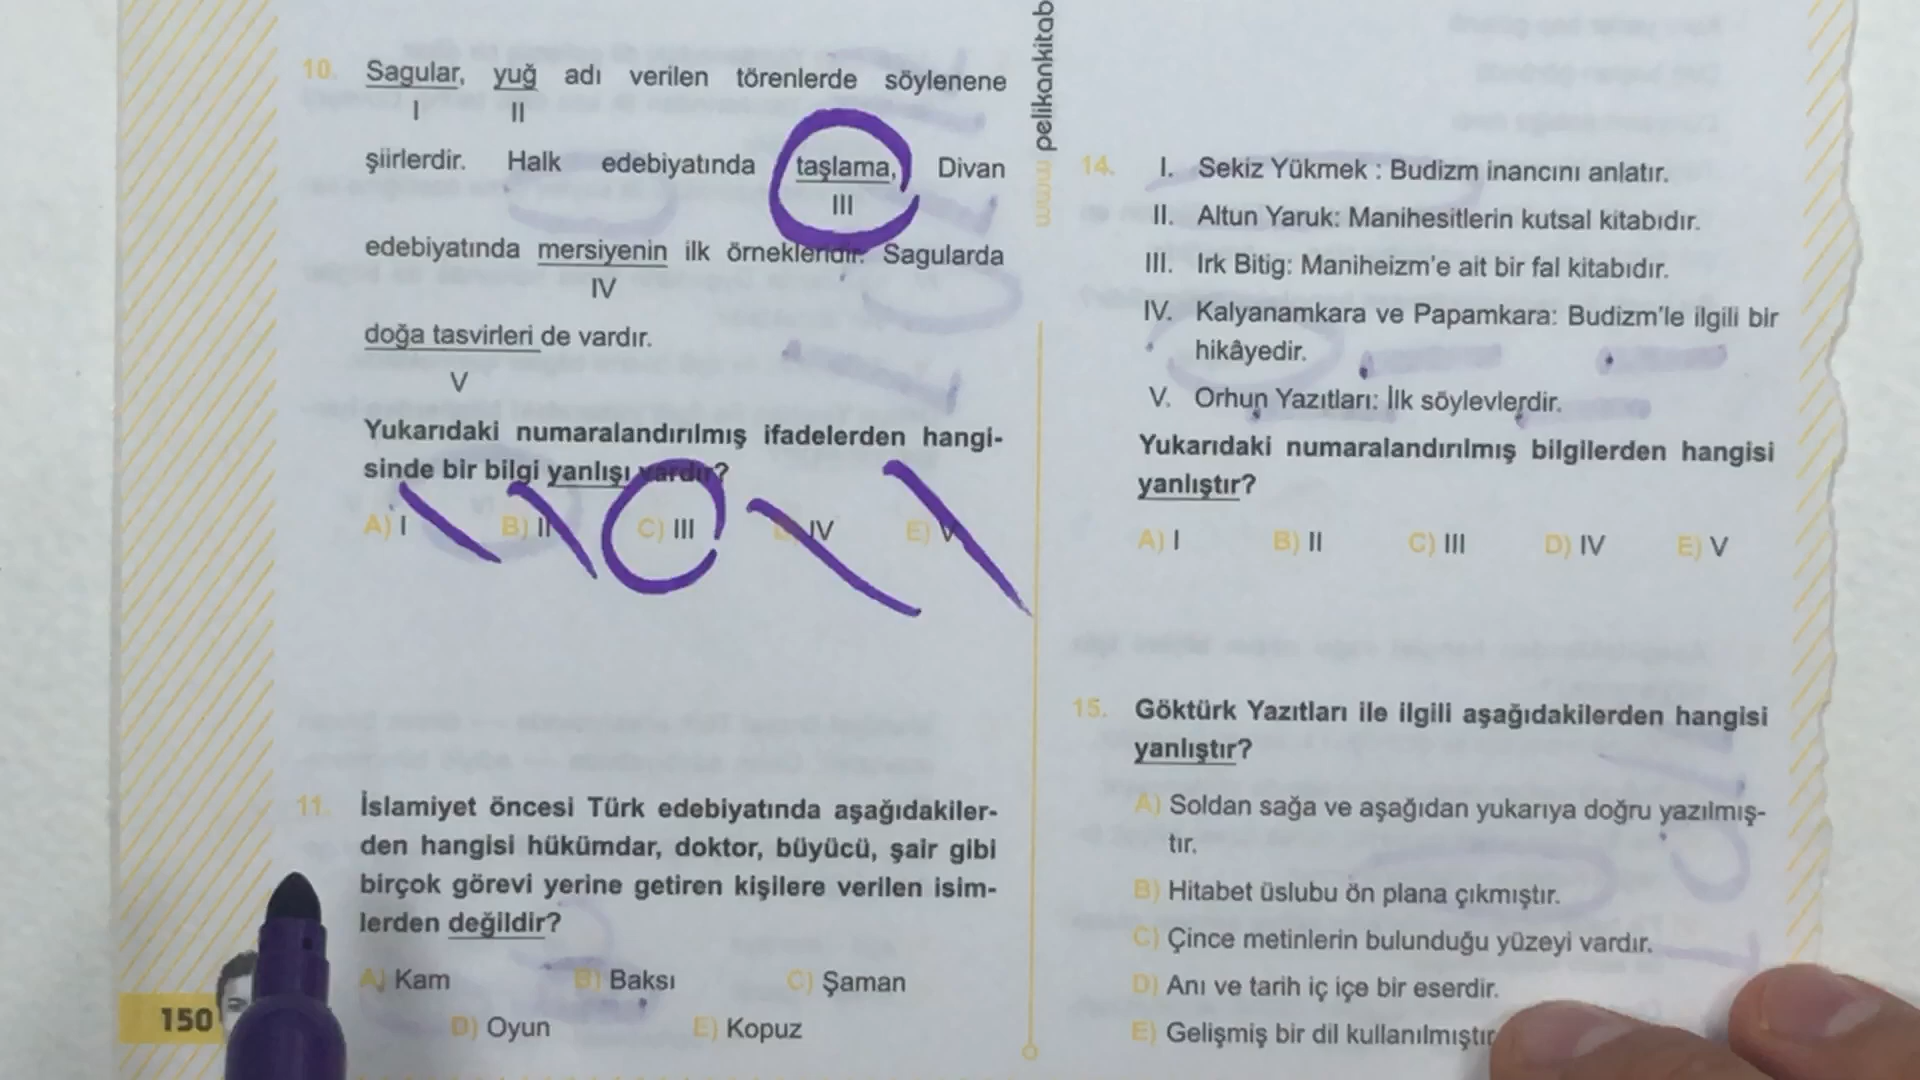 10. Sagular, yuğ adı verilen törenlerde söylenene
I II
şiirlerdir. Halk edebiyatında taşlama, Divan
III
edebiyatında mersiyenin ilk örnekleridir. Sagularda
IV
doğa tasvirleri de vardır.
V
Yukarıdaki numaralandırılmış ifadelerden hangi-
sinde bir bilgi yanlışı vardır?
A) I B) II C) III D) IV E) V
11. İslamiyet öncesi Türk edebiyatında aşağıdakiler-
den hangisi hükümdar, doktor, büyücü, şair gibi
birçok görevi yerine getiren kişilere verilen isim-
lerden değildir?
A) Kam B) Baksı C) Şaman
D) Oyun E) Kopuz
150
www.pelikankitab
14. I. Sekiz Yükmek : Budizm inancını anlatır.
II. Altun Yaruk: Manihesitlerin kutsal kitabıdır.
III. Irk Bitig: Maniheizm'e ait bir fal kitabıdır.
IV. Kalyanamkara ve Papamkara: Budizm'le ilgili bir
hikâyedir.
V. Orhun Yazıtları: İlk söylevlerdir.
Yukarıdaki numaralandırılmış bilgilerden hangisi
yanlıştır?
A) I B) II C) III D) IV E) V
15. Göktürk Yazıtları ile ilgili aşağıdakilerden hangisi
yanlıştır?
A) Soldan sağa ve aşağıdan yukarıya doğru yazılmış-
tır.
B) Hitabet üslubu ön plana çıkmıştır.
C) Çince metinlerin bulunduğu yüzeyi vardır.
D) Anı ve tarih iç içe bir eserdir.
E) Gelişmiş bir dil kullanılmıştır